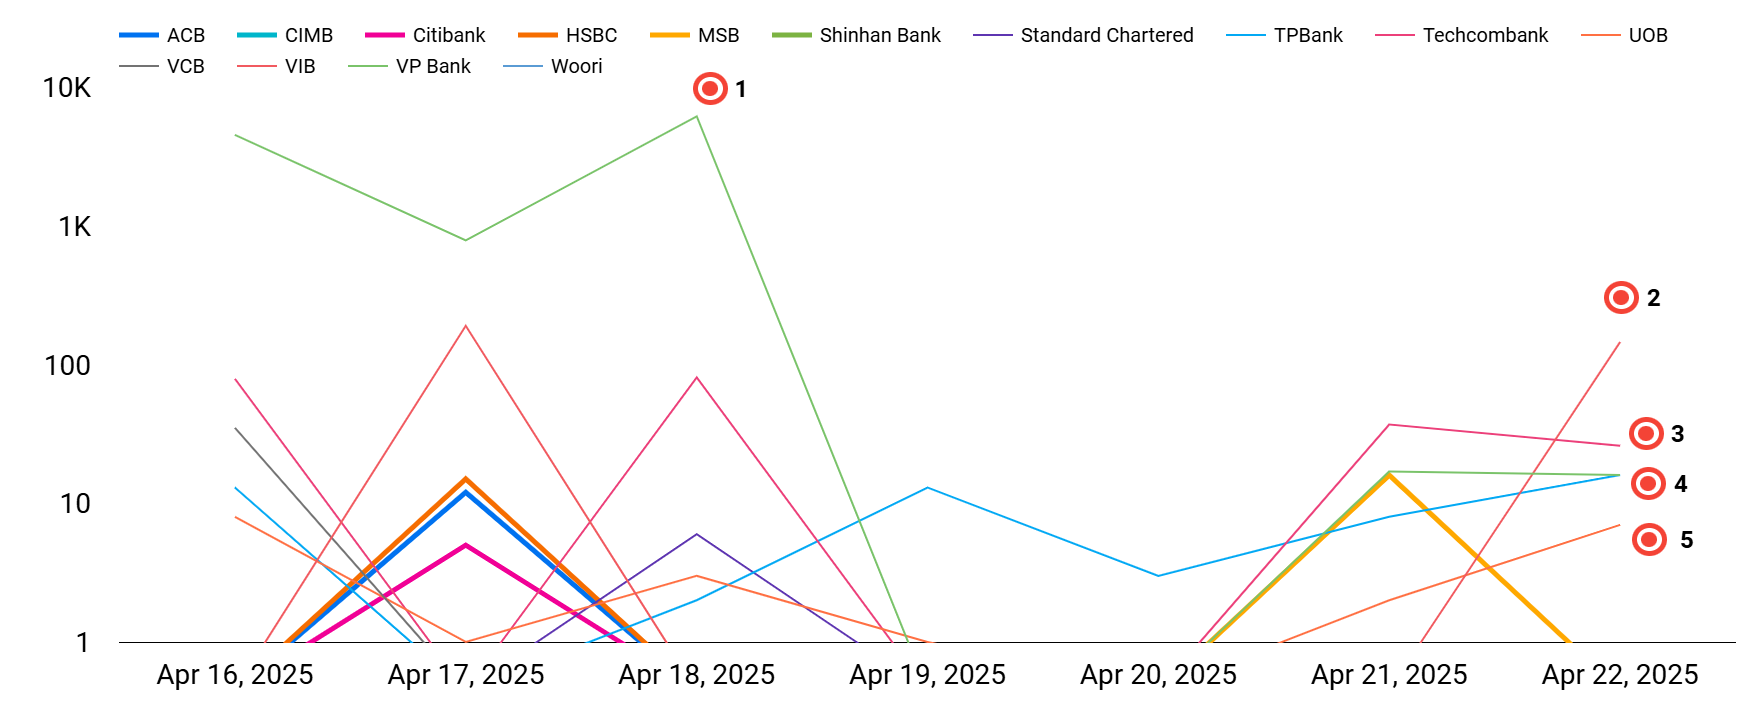 ACB CIMB Citibank HSBC MSB Shinhan Bank Standard Chartered TPBank Techcombank UOB
VCB VIB VP Bank Woori
10K
1
1K
2
100
3
4
10
5
1
Apr 16, 2025 Apr 17, 2025 Apr 18, 2025 Apr 19, 2025 Apr 20, 2025 Apr 21, 2025 Apr 22, 2025